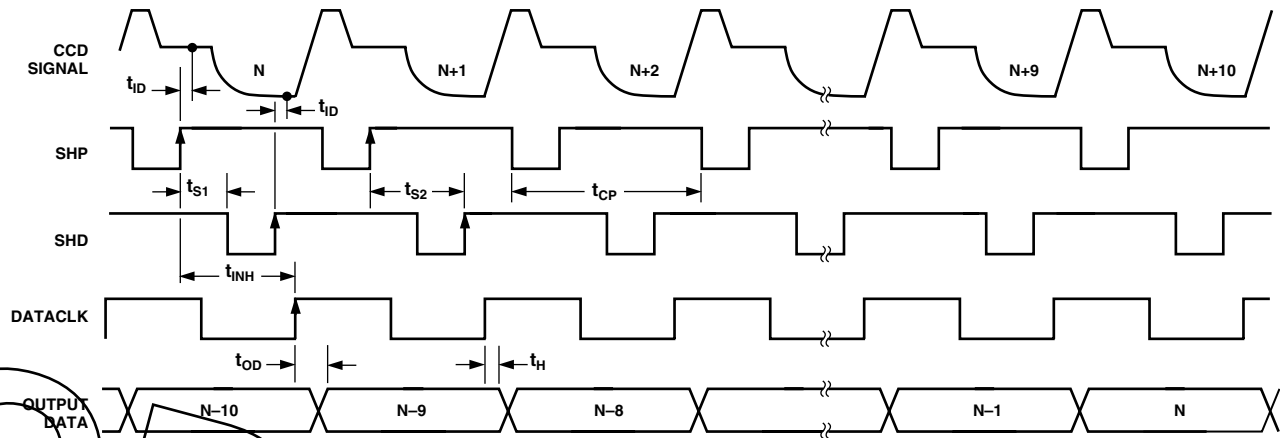 CCD
SIGNAL
N
N+1
N+2
N+9
N+10
tID
tID
SHP
tS1
tS2
tCP
SHD
tINH
DATACLK
tOD
tH
OUTPUT
DATA
N–10
N–9
N–8
N–1
N